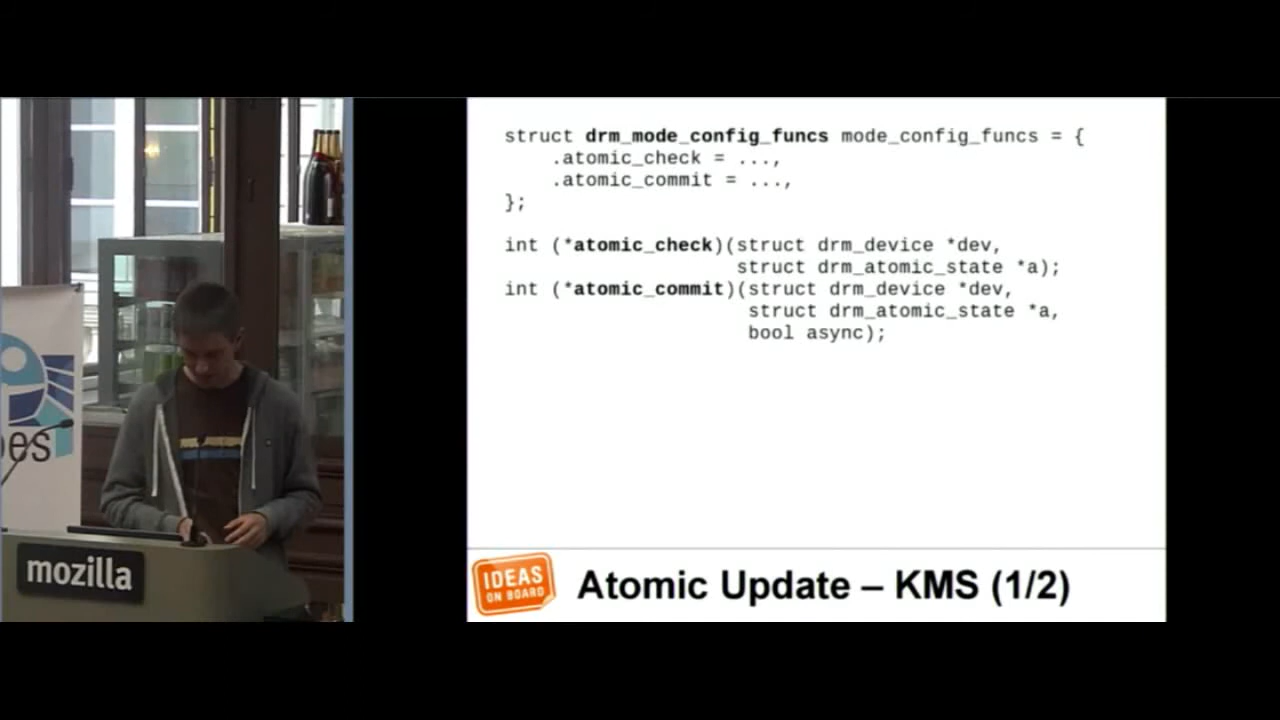 struct drm_mode_config_funcs mode_config_funcs = {
    .atomic_check = ...,
    .atomic_commit = ...,
};
int (*atomic_check)(struct drm_device *dev,
                    struct drm_atomic_state *a);
int (*atomic_commit)(struct drm_device *dev,
                     struct drm_atomic_state *a,
                     bool async);
IDEAS
ON BOARD
Atomic Update – KMS (1/2)
mozilla